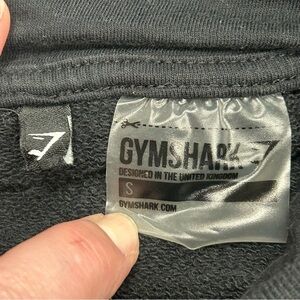 GYMSHARK
DESIGNED IN THE UNITED KINGDOM
S
GYMSHARK.COM